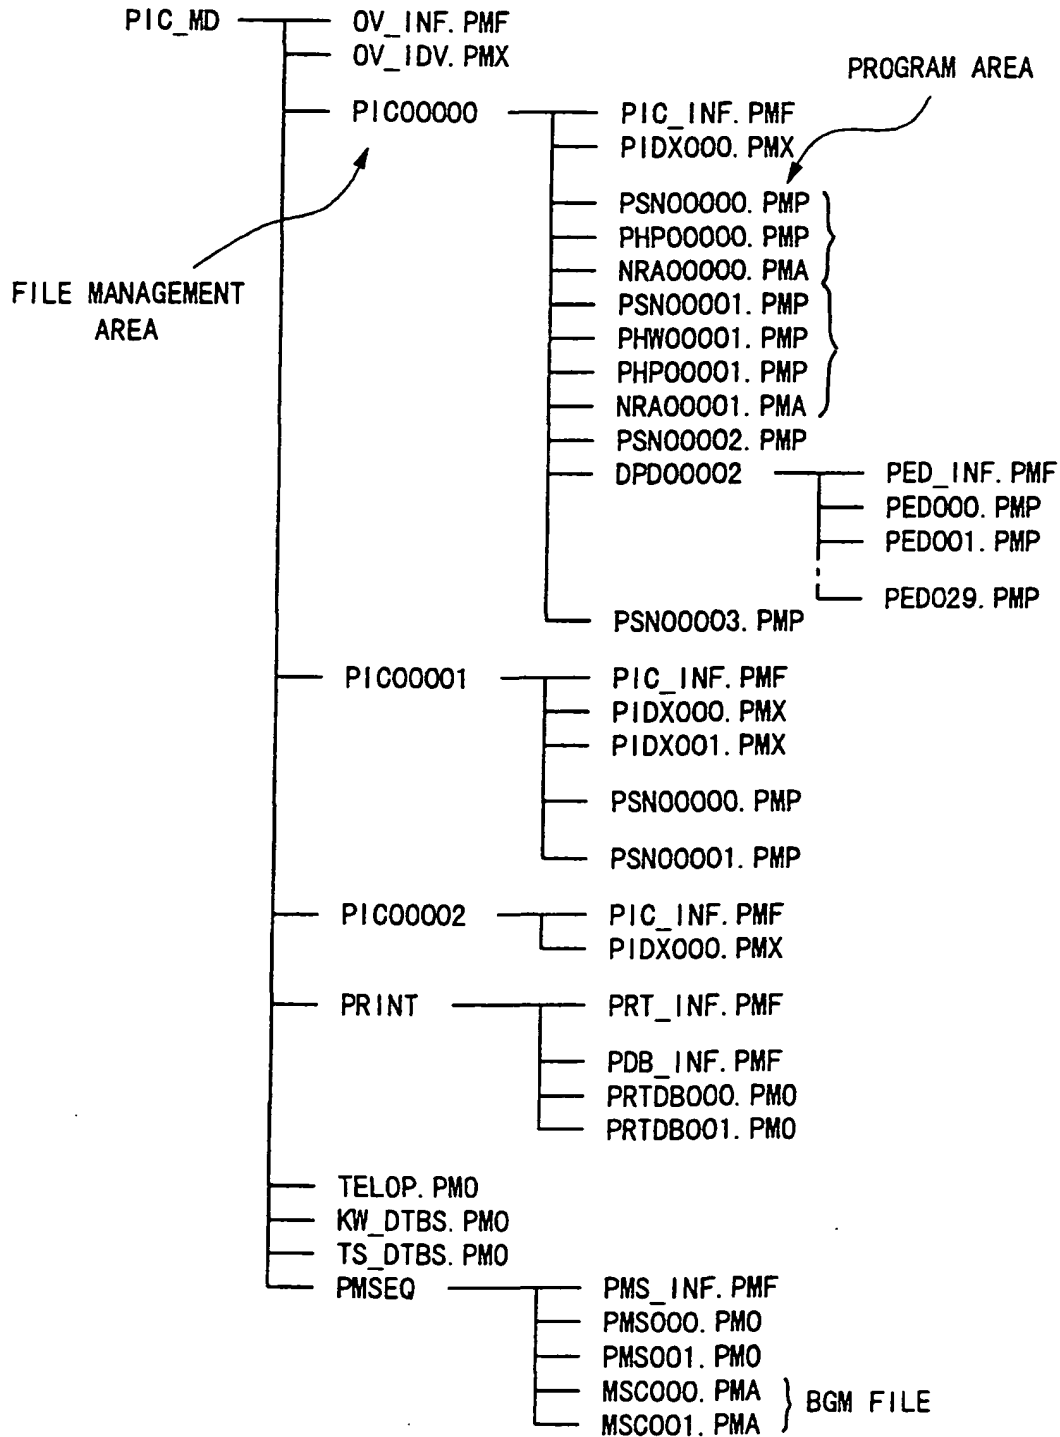 PIC_MD
OV_INF. PMF
OV_IDV. PMX
PROGRAM AREA
PIC00000
PIC_INF. PMF
PIDX000. PMX
PSN00000. PMP
PHP00000. PMP
NRA00000. PMA
PSN00001. PMP
PHW00001. PMP
PHP00001. PMP
NRA00001. PMA
PSN00002. PMP
FILE MANAGEMENT
AREA
DPD00002
PED_INF. PMF
PED000. PMP
PED001. PMP
PED029. PMP
PSN00003. PMP
PIC00001
PIC_INF. PMF
PIDX000. PMX
PIDX001. PMX
PSN00000. PMP
PSN00001. PMP
PIC00002
PIC_INF. PMF
PIDX000. PMX
PRINT
PRT_INF. PMF
PDB_INF. PMF
PRTDB000. PMO
PRTDB001. PMO
TELOP. PMO
KW_DTBS. PMO
TS_DTBS. PMO
PMSEQ
PMS_INF. PMF
PMS000. PMO
PMS001. PMO
MSC000. PMA
MSC001. PMA
BGM FILE